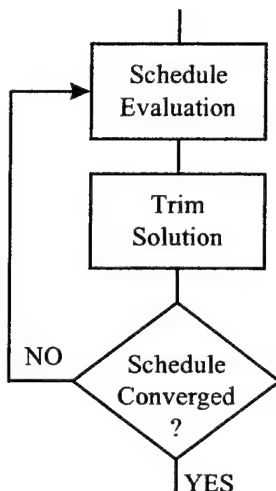 Schedule
Evaluation
Trim
Solution
NO
Schedule
Converged
?
YES